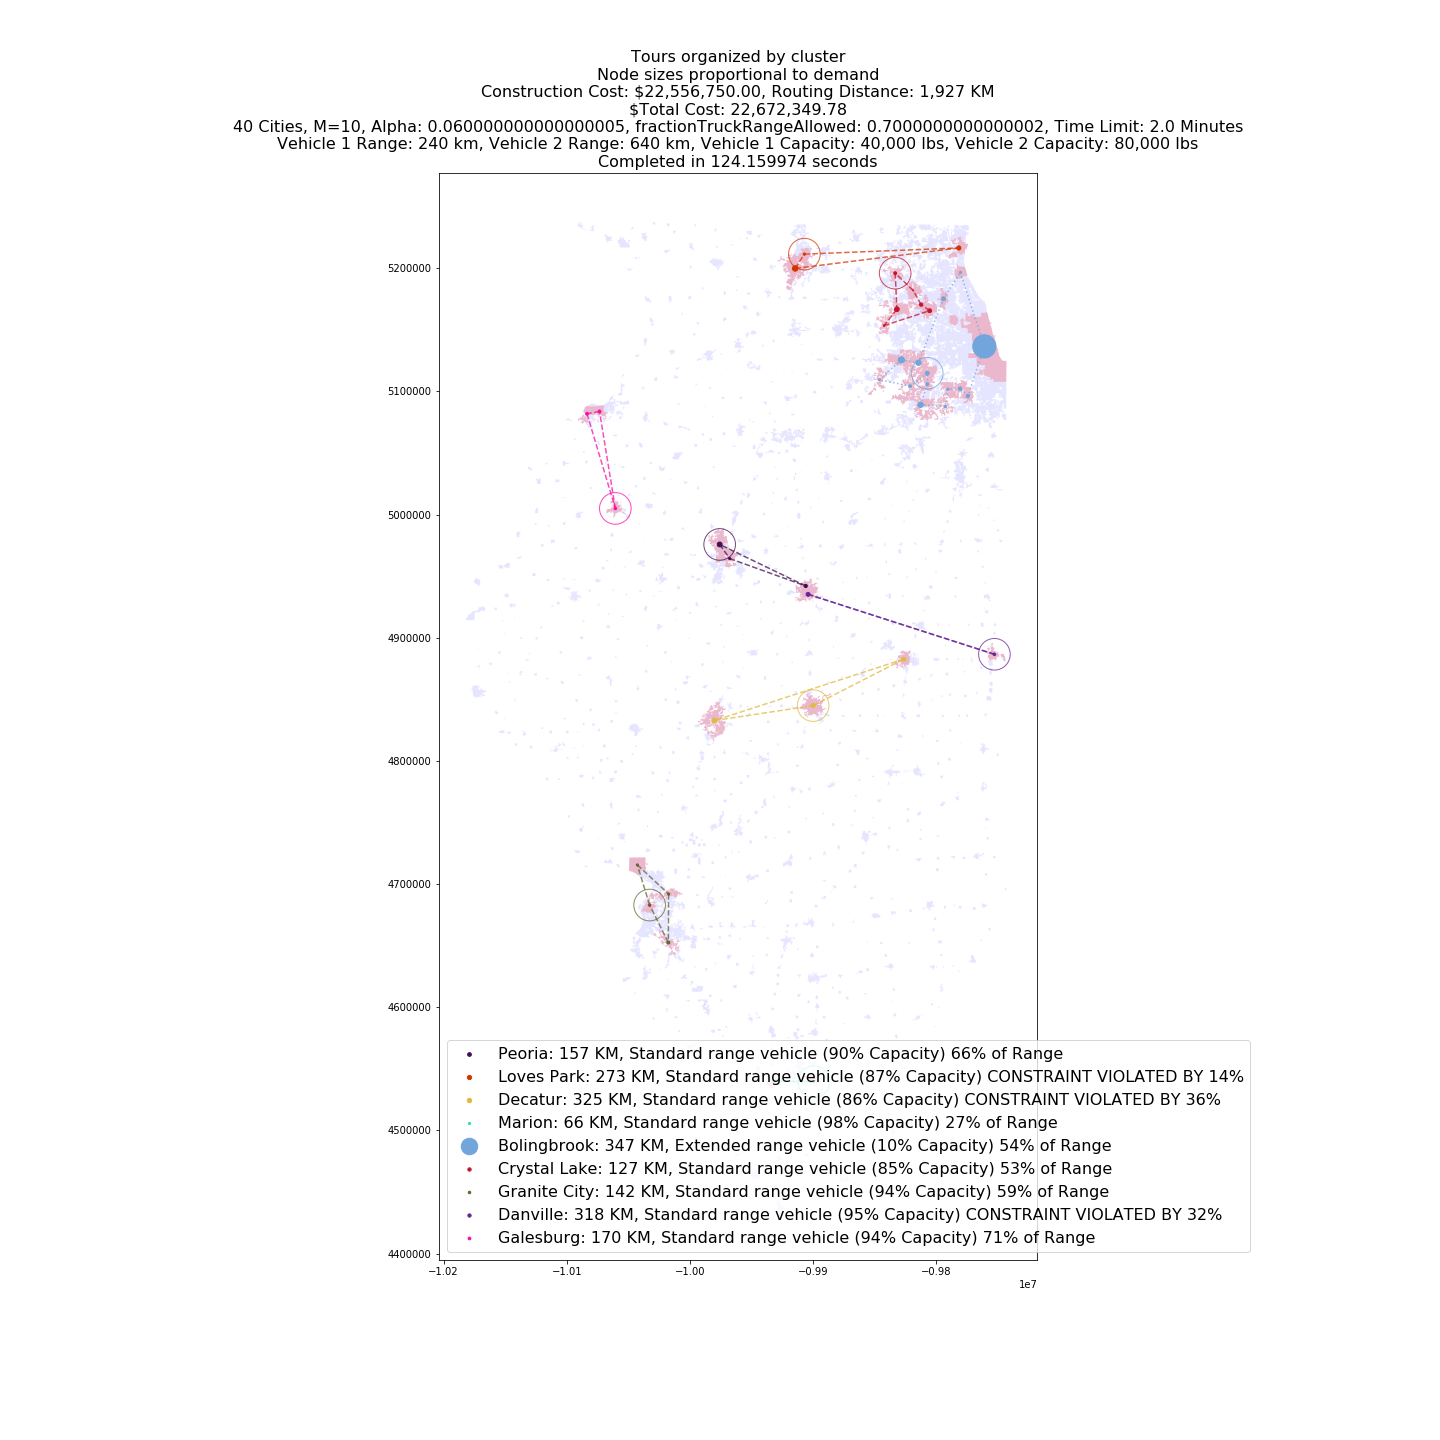 Tours organized by cluster
Node sizes proportional to demand
Construction Cost: $22,556,750.00, Routing Distance: 1,927 KM
$Total Cost: 22,672,349.78
40 Cities, M=10, Alpha: 0.060000000000000005, fractionTruckRangeAllowed: 0.7000000000000002, Time Limit: 2.0 Minutes
Vehicle 1 Range: 240 km, Vehicle 2 Range: 640 km, Vehicle 1 Capacity: 40,000 lbs, Vehicle 2 Capacity: 80,000 lbs
Completed in 124.159974 seconds
5200000
5100000
5000000
4900000
4800000
4700000
4600000
4500000
4400000
Peoria: 157 KM, Standard range vehicle (90% Capacity) 66% of Range
Loves Park: 273 KM, Standard range vehicle (87% Capacity) CONSTRAINT VIOLATED BY 14%
Decatur: 325 KM, Standard range vehicle (86% Capacity) CONSTRAINT VIOLATED BY 36%
Marion: 66 KM, Standard range vehicle (98% Capacity) 27% of Range
Bolingbrook: 347 KM, Extended range vehicle (10% Capacity) 54% of Range
Crystal Lake: 127 KM, Standard range vehicle (85% Capacity) 53% of Range
Granite City: 142 KM, Standard range vehicle (94% Capacity) 59% of Range
Danville: 318 KM, Standard range vehicle (95% Capacity) CONSTRAINT VIOLATED BY 32%
Galesburg: 170 KM, Standard range vehicle (94% Capacity) 71% of Range
−1.02 −1.01 −1.00 −0.99 −0.98
1e7